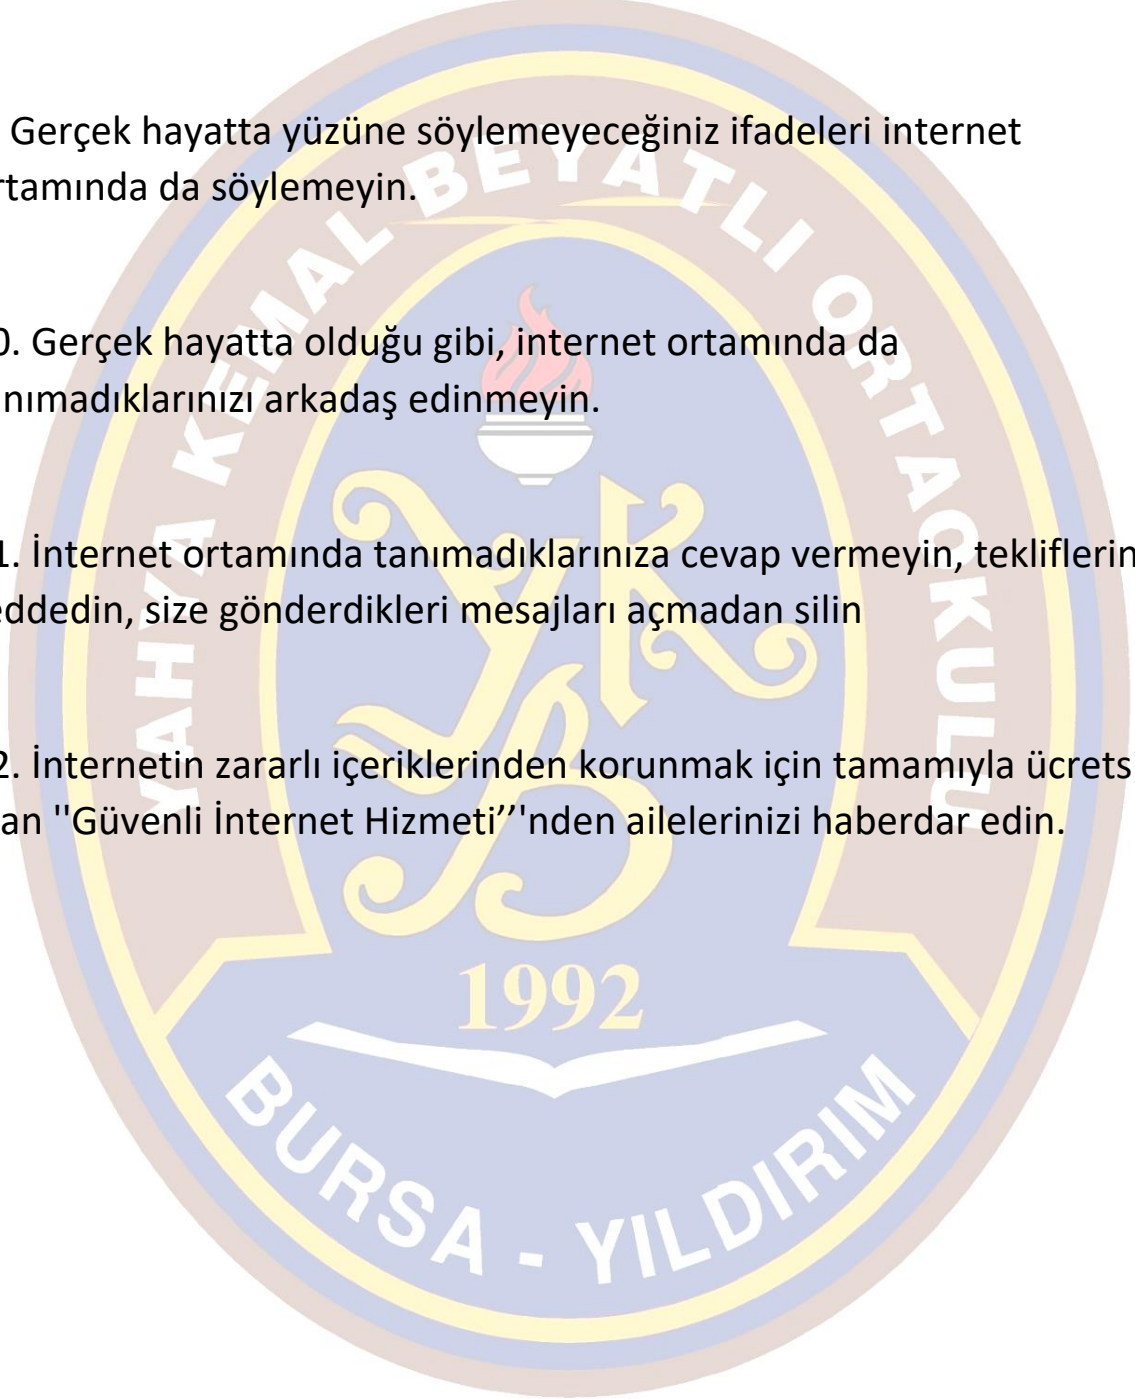 Gerçek hayatta yüzüne söylemeyeceğiniz ifadeleri internet
rtamında da söylemeyin.
0. Gerçek hayatta olduğu gibi, internet ortamında da
nımadıklarınızı arkadaş edinmeyin.
1. İnternet ortamında tanımadıklarınıza cevap vermeyin, tekliflerin
eddedin, size gönderdikleri mesajları açmadan silin
2. İnternetin zararlı içeriklerinden korunmak için tamamıyla ücrets
an ''Güvenli İnternet Hizmeti’’'nden ailelerinizi haberdar edin.
YAHYA KEMAL BEYATLI ORTAOKULU
YKB
1992
BURSA - YILDIRIM